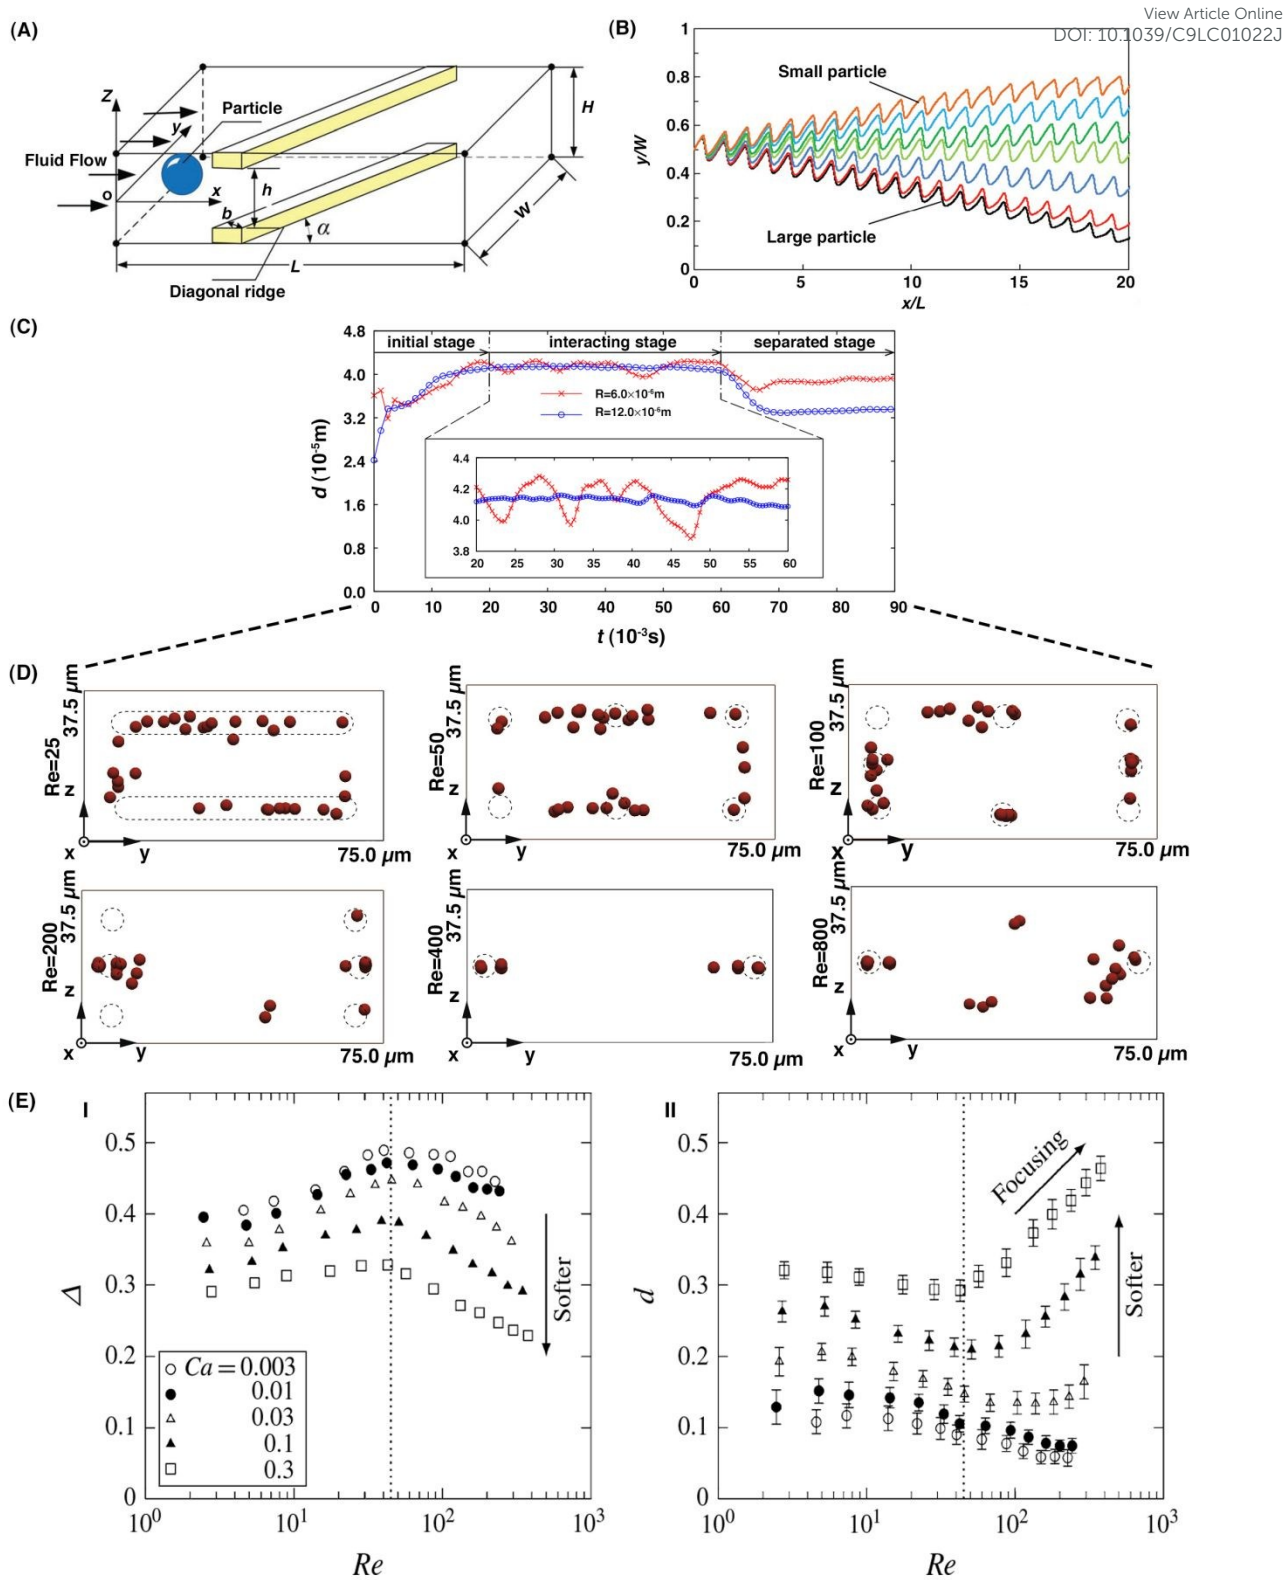 View Article Online
DOI: 10.1039/C9LC01022J
(A)
Z
y
Particle
H
Fluid Flow
o
x
h
b
α
W
L
Diagonal ridge
(B)
1
0.8
0.6
0.4
0.2
0
y/W
Small particle
Large particle
0 5 10 15 20
x/L
(C)
4.8
4.0
3.2
2.4
1.6
0.8
0.0
d (10⁻⁵m)
initial stage
interacting stage
separated stage
R=6.0×10⁻⁶m
R=12.0×10⁻⁶m
4.4
4.2
4.0
3.8
20 25 30 35 40 45 50 55 60
0 10 20 30 40 50 60 70 80 90
t (10⁻³s)
(D)
Re=25
37.5 μm
z
x
y
75.0 μm
Re=50
37.5 μm
z
x
y
75.0 μm
Re=100
37.5 μm
z
x
y
75.0 μm
Re=200
37.5 μm
z
x
y
75.0 μm
Re=400
37.5 μm
z
x
y
75.0 μm
Re=800
37.5 μm
z
x
y
75.0 μm
(E)
I
0.5
0.4
0.3
0.2
0.1
0
Δ
Softer
Ca=0.003
0.01
0.03
0.1
0.3
10⁰ 10¹ 10² 10³
Re
II
0.5
0.4
0.3
0.2
0.1
0
d
Focusing
Softer
10⁰ 10¹ 10² 10³
Re